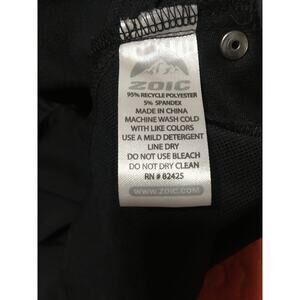 ZOIC
95% RECYCLE POLYESTER
5% SPANDEX
MADE IN CHINA
MACHINE WASH COLD
WITH LIKE COLORS
USE A MILD DETERGENT
LINE DRY
DO NOT USE BLEACH
DO NOT DRY CLEAN
RN # 82425
WWW.ZOIC.COM